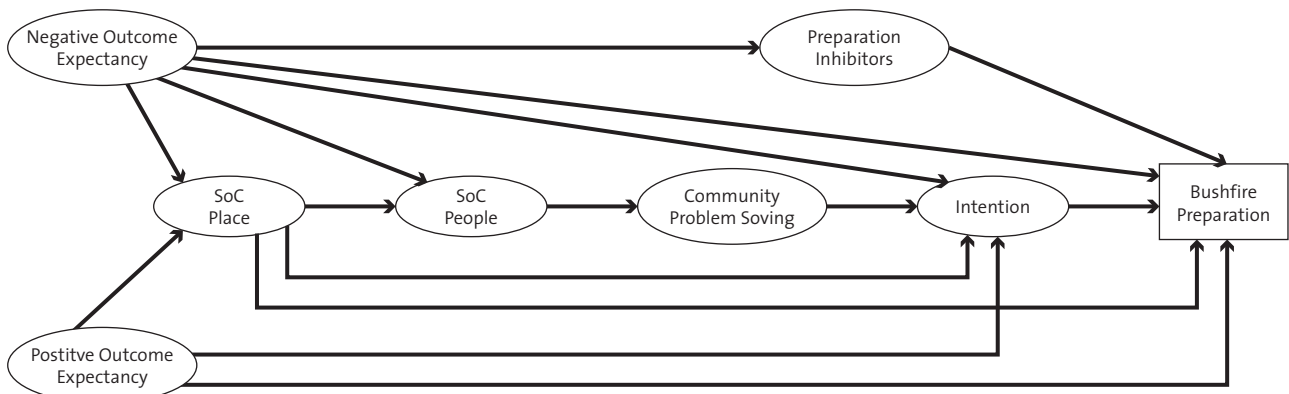 Negative Outcome
Expectancy
Preparation
Inhibitors
SoC
Place
SoC
People
Community
Problem Soving
Intention
Bushfire
Preparation
Postitve Outcome
Expectancy